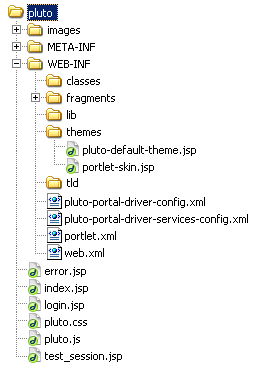 pluto
images
META-INF
WEB-INF
classes
fragments
lib
themes
pluto-default-theme.jsp
portlet-skin.jsp
tld
pluto-portal-driver-config.xml
pluto-portal-driver-services-config.xml
portlet.xml
web.xml
error.jsp
index.jsp
login.jsp
pluto.css
pluto.js
test_session.jsp